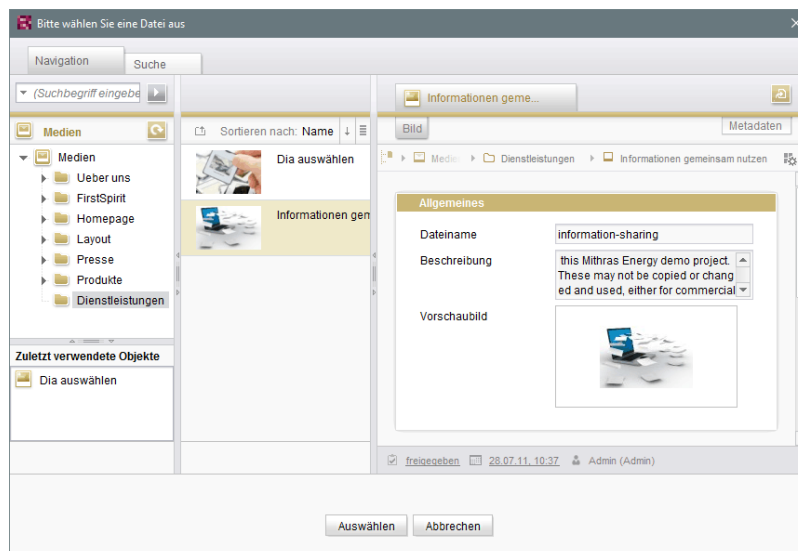 Bitte wählen Sie eine Datei aus
Navigation
Suche
(Suchbegriff eingebe
Medien
Medien
Ueber uns
FirstSpirit
Homepage
Layout
Presse
Produkte
Dienstleistungen
Zuletzt verwendete Objekte
Dia auswählen
Sortieren nach: Name
Dia auswählen
Informationen gem
Informationen geme...
Bild
Metadaten
Medien Dienstleistungen Informationen gemeinsam nutzen
Allgemeines
Dateiname information-sharing
Beschreibung this Mithras Energy demo project.
These may not be copied or chang
ed and used, either for commercial
Vorschaubild
freigegeben 28.07.11, 10:37 Admin (Admin)
Auswählen Abbrechen